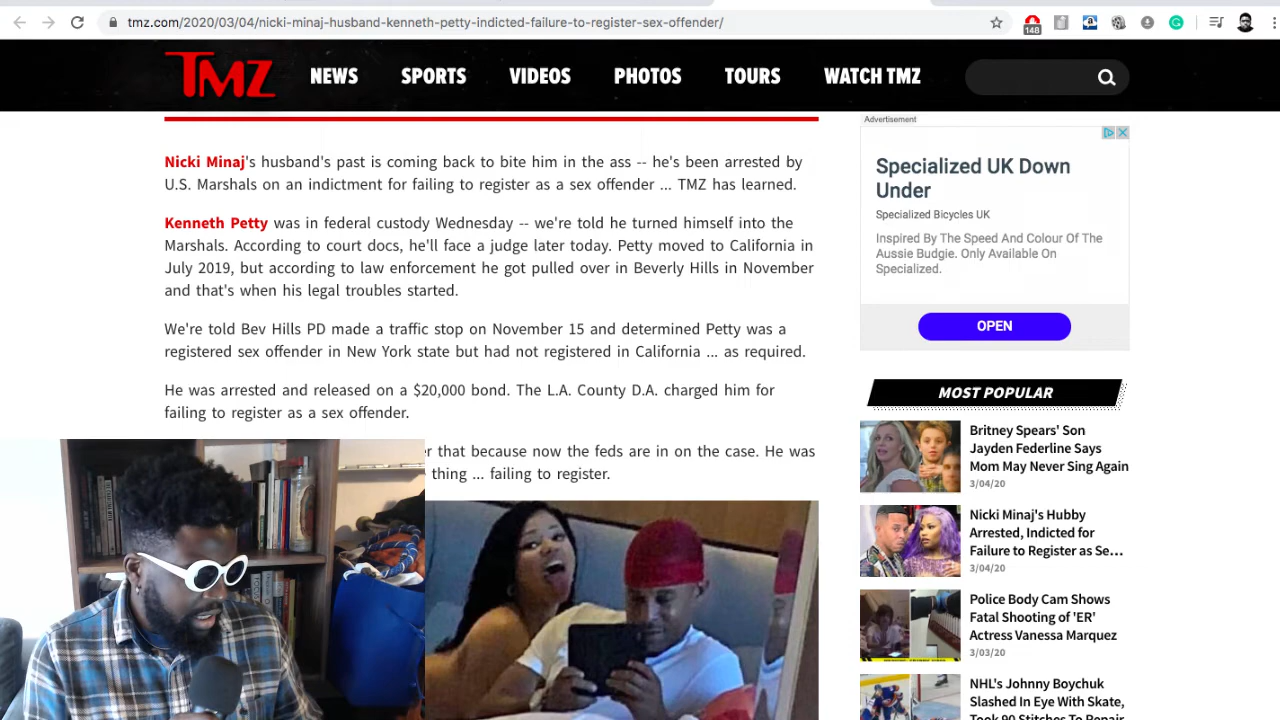 tmz.com/2020/03/04/nicki-minaj-husband-kenneth-petty-indicted-failure-to-register-sex-offender/
148
TMZ
NEWS
SPORTS
VIDEOS
PHOTOS
TOURS
WATCH TMZ
Nicki Minaj's husband's past is coming back to bite him in the ass -- he's been arrested by
U.S. Marshals on an indictment for failing to register as a sex offender ... TMZ has learned.
Kenneth Petty was in federal custody Wednesday -- we're told he turned himself into the
Marshals. According to court docs, he'll face a judge later today. Petty moved to California in
July 2019, but according to law enforcement he got pulled over in Beverly Hills in November
and that's when his legal troubles started.
We're told Bev Hills PD made a traffic stop on November 15 and determined Petty was a
registered sex offender in New York state but had not registered in California ... as required.
He was arrested and released on a $20,000 bond. The L.A. County D.A. charged him for
failing to register as a sex offender.
that because now the feds are in on the case. He was
thing ... failing to register.
Advertisement
Specialized UK Down
Under
Specialized Bicycles UK
Inspired By The Speed And Colour Of The
Aussie Budgie. Only Available On
Specialized.
OPEN
MOST POPULAR
Britney Spears' Son
Jayden Federline Says
Mom May Never Sing Again
3/04/20
Nicki Minaj's Hubby
Arrested, Indicted for
Failure to Register as Se...
3/04/20
Police Body Cam Shows
Fatal Shooting of 'ER'
Actress Vanessa Marquez
3/03/20
NHL's Johnny Boychuk
Slashed In Eye With Skate,
Took 90 Stitches To Repair